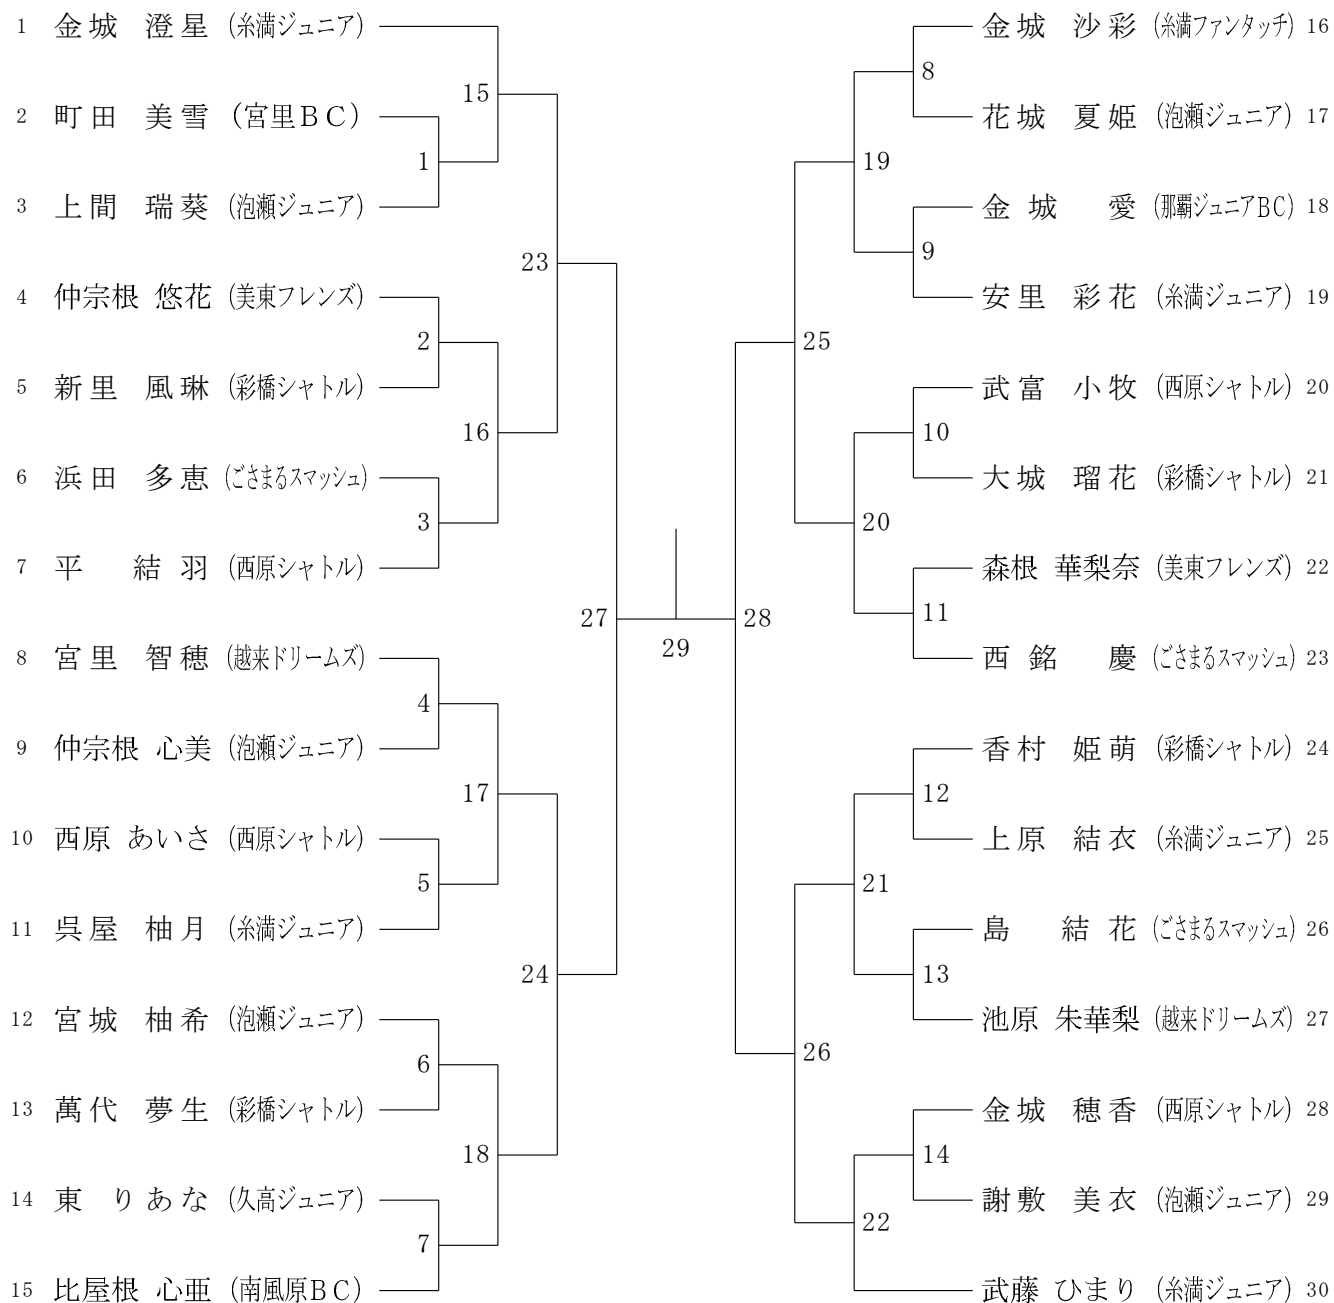 1 金城 澄星 (糸満ジュニア)
2 町田 美雪 (宮里BC)
3 上間 瑞葵 (泡瀬ジュニア)
4 仲宗根 悠花 (美東フレンズ)
5 新里 風琳 (彩橋シャトル)
6 浜田 多恵 (ごさまるスマッシュ)
7 平 結羽 (西原シャトル)
8 宮里 智穂 (越来ドリームズ)
9 仲宗根 心美 (泡瀬ジュニア)
10 西原 あいさ (西原シャトル)
11 呉屋 柚月 (糸満ジュニア)
12 宮城 柚希 (泡瀬ジュニア)
13 萬代 夢生 (彩橋シャトル)
14 東 りあな (久高ジュニア)
15 比屋根 心亜 (南風原BC)
1
2
3
4
5
6
7
15
16
17
18
23
24
27
29
28
25
26
19
20
21
22
8
9
10
11
12
13
14
金城 沙彩 (糸満ファンタッチ) 16
花城 夏姫 (泡瀬ジュニア) 17
金城 愛 (那覇ジュニアBC) 18
安里 彩花 (糸満ジュニア) 19
武富 小牧 (西原シャトル) 20
大城 瑠花 (彩橋シャトル) 21
森根 華梨奈 (美東フレンズ) 22
西銘 慶 (ごさまるスマッシュ) 23
香村 姫萌 (彩橋シャトル) 24
上原 結衣 (糸満ジュニア) 25
島 結花 (ごさまるスマッシュ) 26
池原 朱華梨 (越来ドリームズ) 27
金城 穂香 (西原シャトル) 28
謝敷 美衣 (泡瀬ジュニア) 29
武藤 ひまり (糸満ジュニア) 30